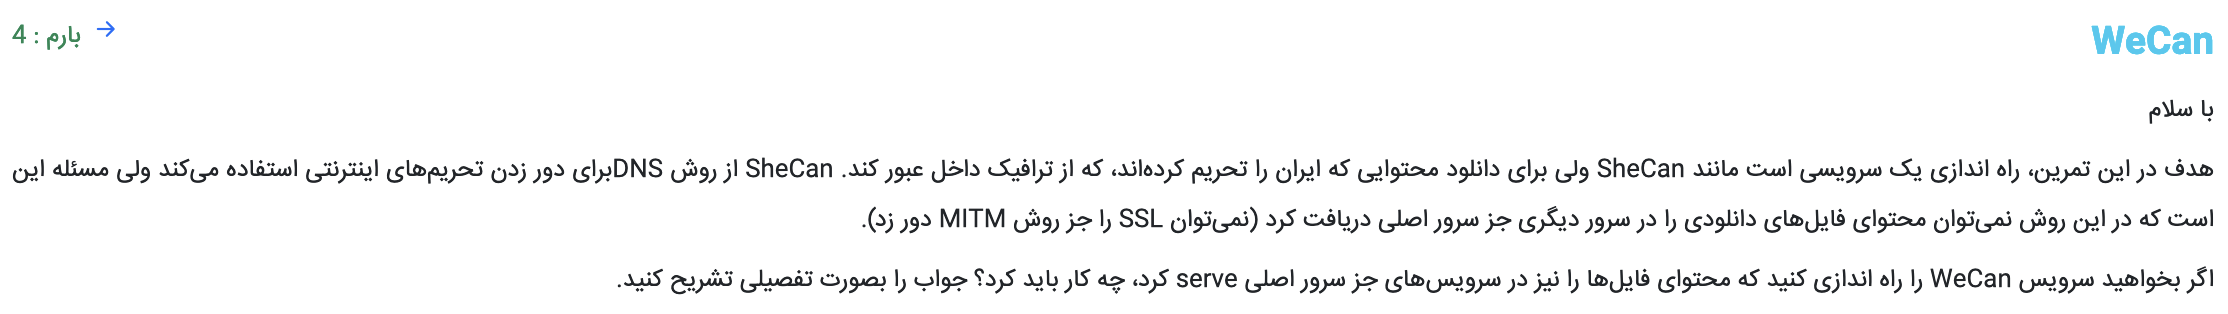 WeCan
بارم : 4
با سلام
هدف در این تمرین، راه اندازی یک سرویسی است مانند SheCan ولی برای دانلود محتوایی که ایران را تحریم کرده‌اند، که از ترافیک داخل عبور کند. SheCan از روش DNSبرای دور زدن تحریم‌های اینترنتی استفاده می‌کند ولی مسئله این
است که در این روش نمی‌توان محتوای فایل‌های دانلودی را در سرور دیگری جز سرور اصلی دریافت کرد (نمی‌توان SSL را جز روش MITM دور زد).
اگر بخواهید سرویس WeCan را راه اندازی کنید که محتوای فایل‌ها را نیز در سرویس‌های جز سرور اصلی serve کرد، چه کار باید کرد؟ جواب را بصورت تفصیلی تشریح کنید.